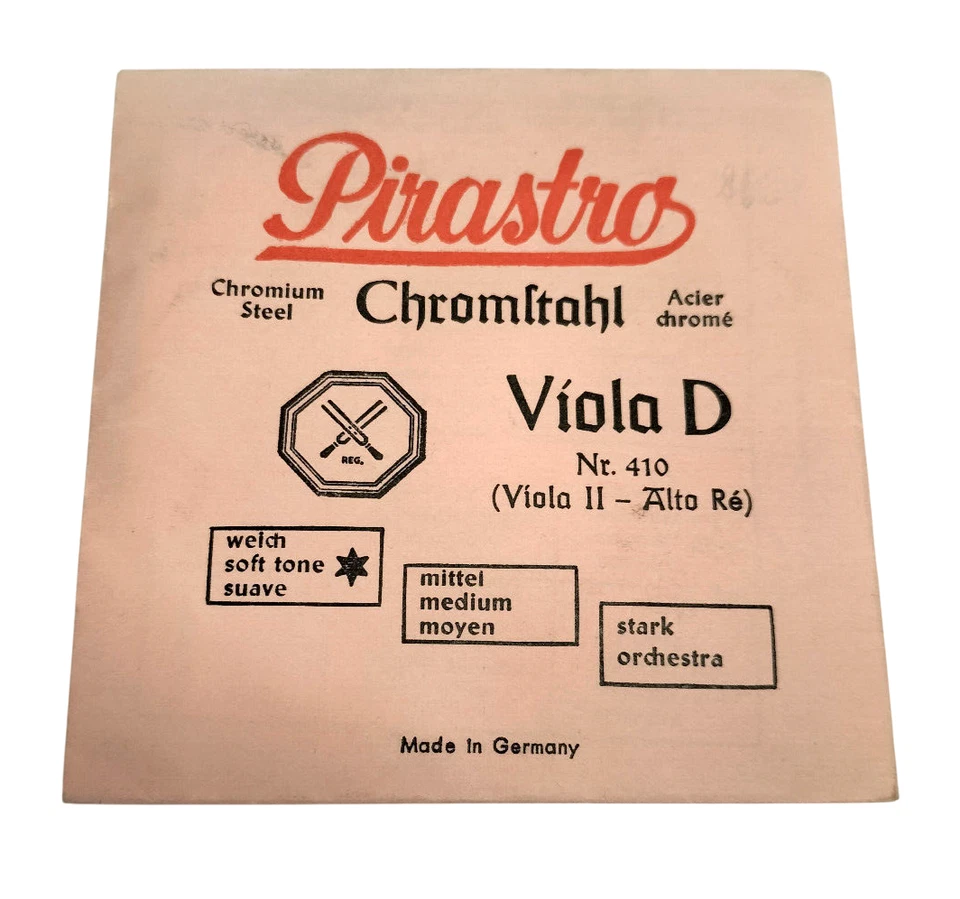 Pirastro
Chromium
Steel
Chromſtahl
Acier
chromé
REG.
Viola D
Nr. 410
(Viola II – Alto Ré)
weich
soft tone
suave
mittel
medium
moyen
stark
orchestra
Made in Germany